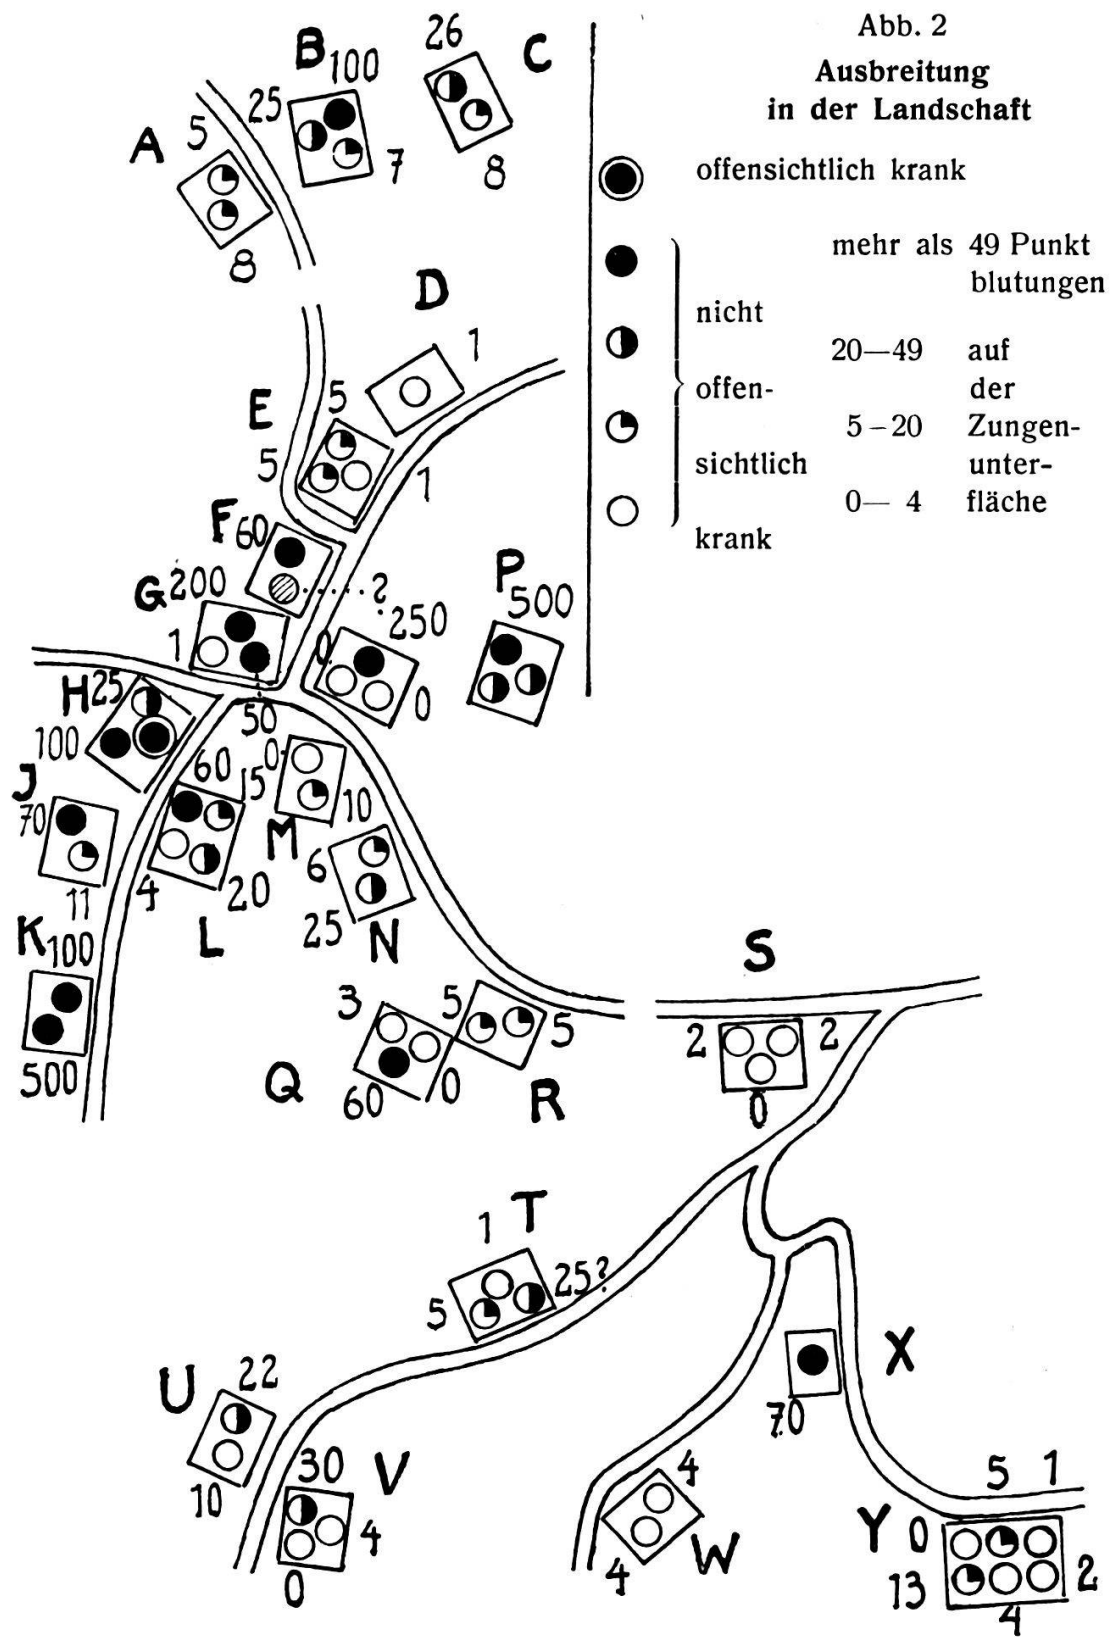 Abb. 2
Ausbreitung
in der Landschaft
offensichtlich krank
mehr als 49 Punkt
blutungen
nicht
20—49 auf
offen- der
5–20 Zungen-
sichtlich unter-
0— 4 fläche
krank
26
B 100 C
25
A 5
7 8
8
D
1
E 5
5 1
F 60
?
G 200 250
P
500
1 0
0
H 25
50
100
60 15 0
J
70 10
M
6
11 4 20
25
K 100 L N
S
3 5 5 2 2
500 Q 60 0 R 0
T
1
25?
5
U 22 X
70
30 V 4
10 5 1
Y 0
4 W
4 13 2
0 4